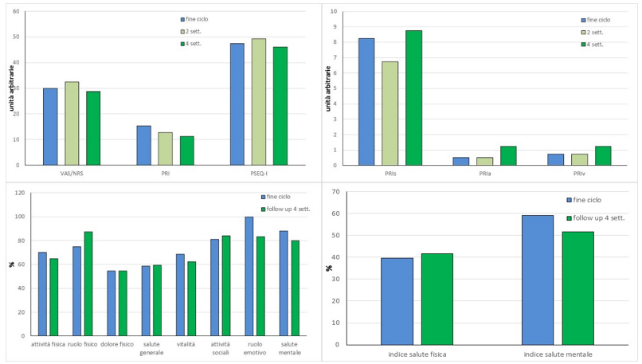 60
50
40
30
20
10
0
unità arbitrarie
fine ciclo
2 sett.
4 sett.
VAS/NRS PRI PSEQ-I
10
9
8
7
6
5
4
3
2
1
0
unità arbitrarie
fine ciclo
2 sett.
4 sett.
PRIs PRIa PRIv
120
100
80
60
40
20
0
%
fine ciclo
follow up 4 sett.
attività fisica ruolo fisico dolore fisico salute generale vitalità attività sociali ruolo emotivo salute mentale
70
60
50
40
30
20
10
0
%
fine ciclo
follow up 4 sett.
indice salute fisica indice salute mentale